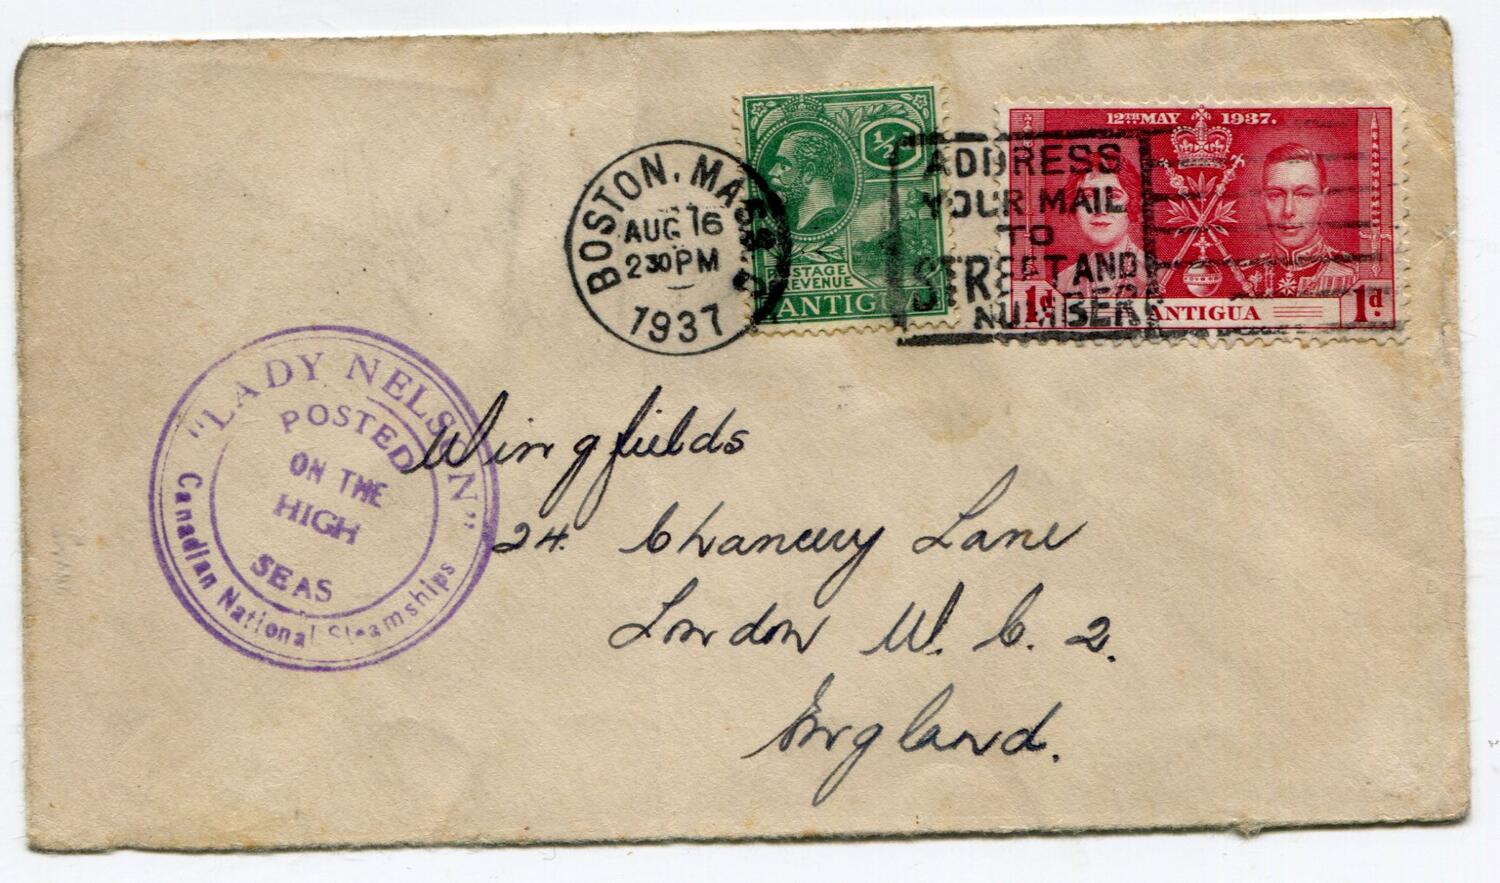 BOSTON, MASS.
AUG 16
2 30 PM
1937
½ d
POSTAGE
REVENUE
ANTIGUA
ADDRESS
YOUR MAIL
TO
STREET AND
NUMBER
12TH MAY 1937.
1d. ANTIGUA 1d.
"LADY NELSON"
POSTED
ON THE
HIGH
SEAS
Canadian National Steamships
Wingfields
24. Chancery Lane
London W. C. 2.
England.